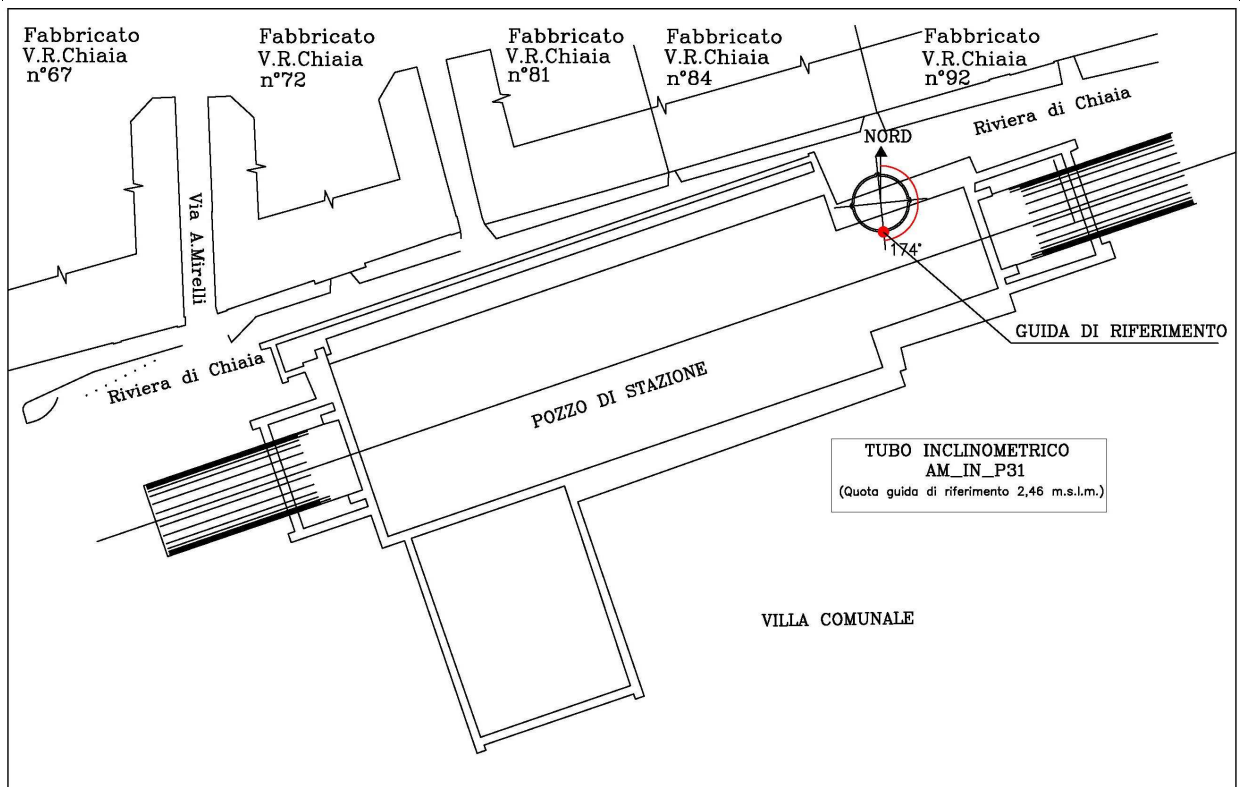 Fabbricato
V.R.Chiaia
n°67
Fabbricato
V.R.Chiaia
n°72
Fabbricato
V.R.Chiaia
n°81
Fabbricato
V.R.Chiaia
n°84
Fabbricato
V.R.Chiaia
n°92
Riviera di Chiaia
NORD
Via A.Mirelli
174°
GUIDA DI RIFERIMENTO
Riviera di Chiaia
POZZO DI STAZIONE
TUBO INCLINOMETRICO
AM_IN_P31
(Quota guida di riferimento 2,46 m.s.l.m.)
VILLA COMUNALE